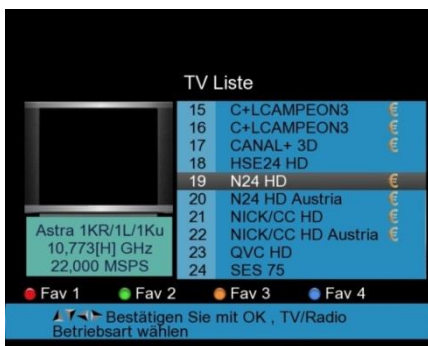 TV Liste
15 C+LCAMPEON3 €
16 C+LCAMPEON3 €
17 CANAL+ 3D €
18 HSE24 HD
19 N24 HD €
20 N24 HD Austria €
21 NICK/CC HD €
22 NICK/CC HD Austria €
23 QVC HD
24 SES 75
Astra 1KR/1L/1Ku
10,773[H] GHz
22,000 MSPS
Fav 1 Fav 2 Fav 3 Fav 4
Bestätigen Sie mit OK , TV/Radio
Betriebsart wählen